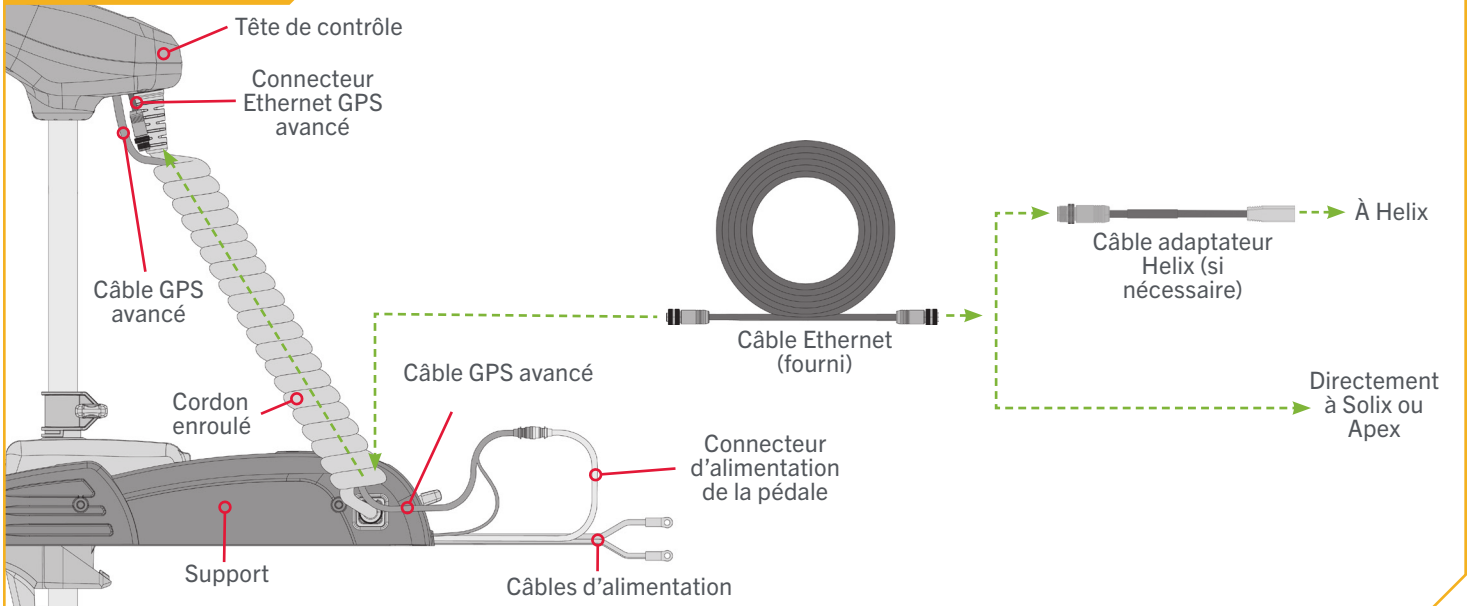 Tête de contrôle
Connecteur
Ethernet GPS
avancé
Câble GPS
avancé
Cordon
enroulé
Support
Câble GPS avancé
Connecteur
d’alimentation
de la pédale
Câbles d’alimentation
Câble Ethernet
(fourni)
Câble adaptateur
Helix (si
nécessaire)
À Helix
Directement
à Solix ou
Apex